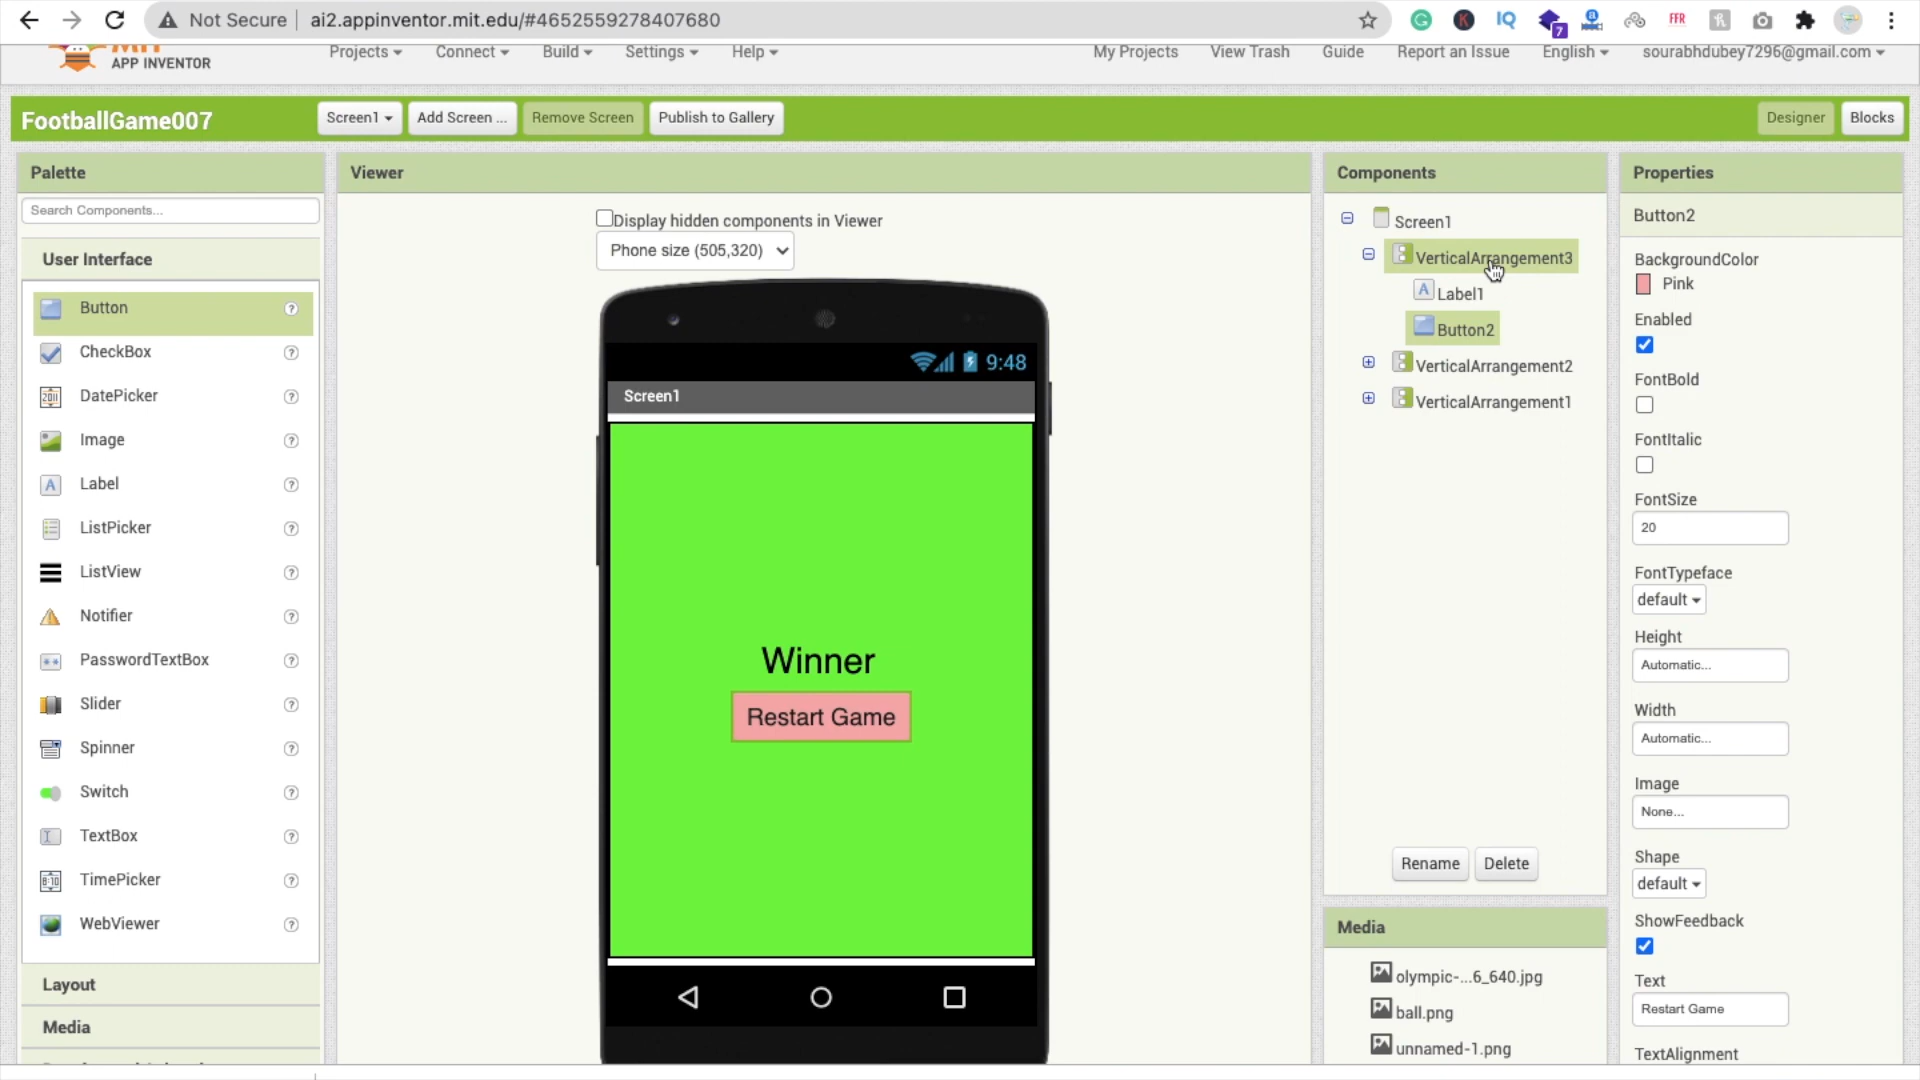 Not Secure
ai2.appinventor.mit.edu/#4652559278407680
FFR
7
APP INVENTOR
Projects
Connect
Build
Settings
Help
My Projects
View Trash
Guide
Report an Issue
English
sourabhdubey7296@gmail.com
FootballGame007
Screen1
Add Screen ...
Remove Screen
Publish to Gallery
Designer
Blocks
Palette
Search Components...
User Interface
Button
CheckBox
DatePicker
Image
Label
ListPicker
ListView
Notifier
PasswordTextBox
Slider
Spinner
Switch
TextBox
TimePicker
WebViewer
Layout
Media
Viewer
Display hidden components in Viewer
Phone size (505,320)
9:48
Screen1
Winner
Restart Game
Components
Screen1
VerticalArrangement3
Label1
Button2
VerticalArrangement2
VerticalArrangement1
Rename
Delete
Media
olympic-...6_640.jpg
ball.png
unnamed-1.png
Properties
Button2
BackgroundColor
Pink
Enabled
FontBold
FontItalic
FontSize
20
FontTypeface
default
Height
Automatic...
Width
Automatic...
Image
None...
Shape
default
ShowFeedback
Text
Restart Game
TextAlignment